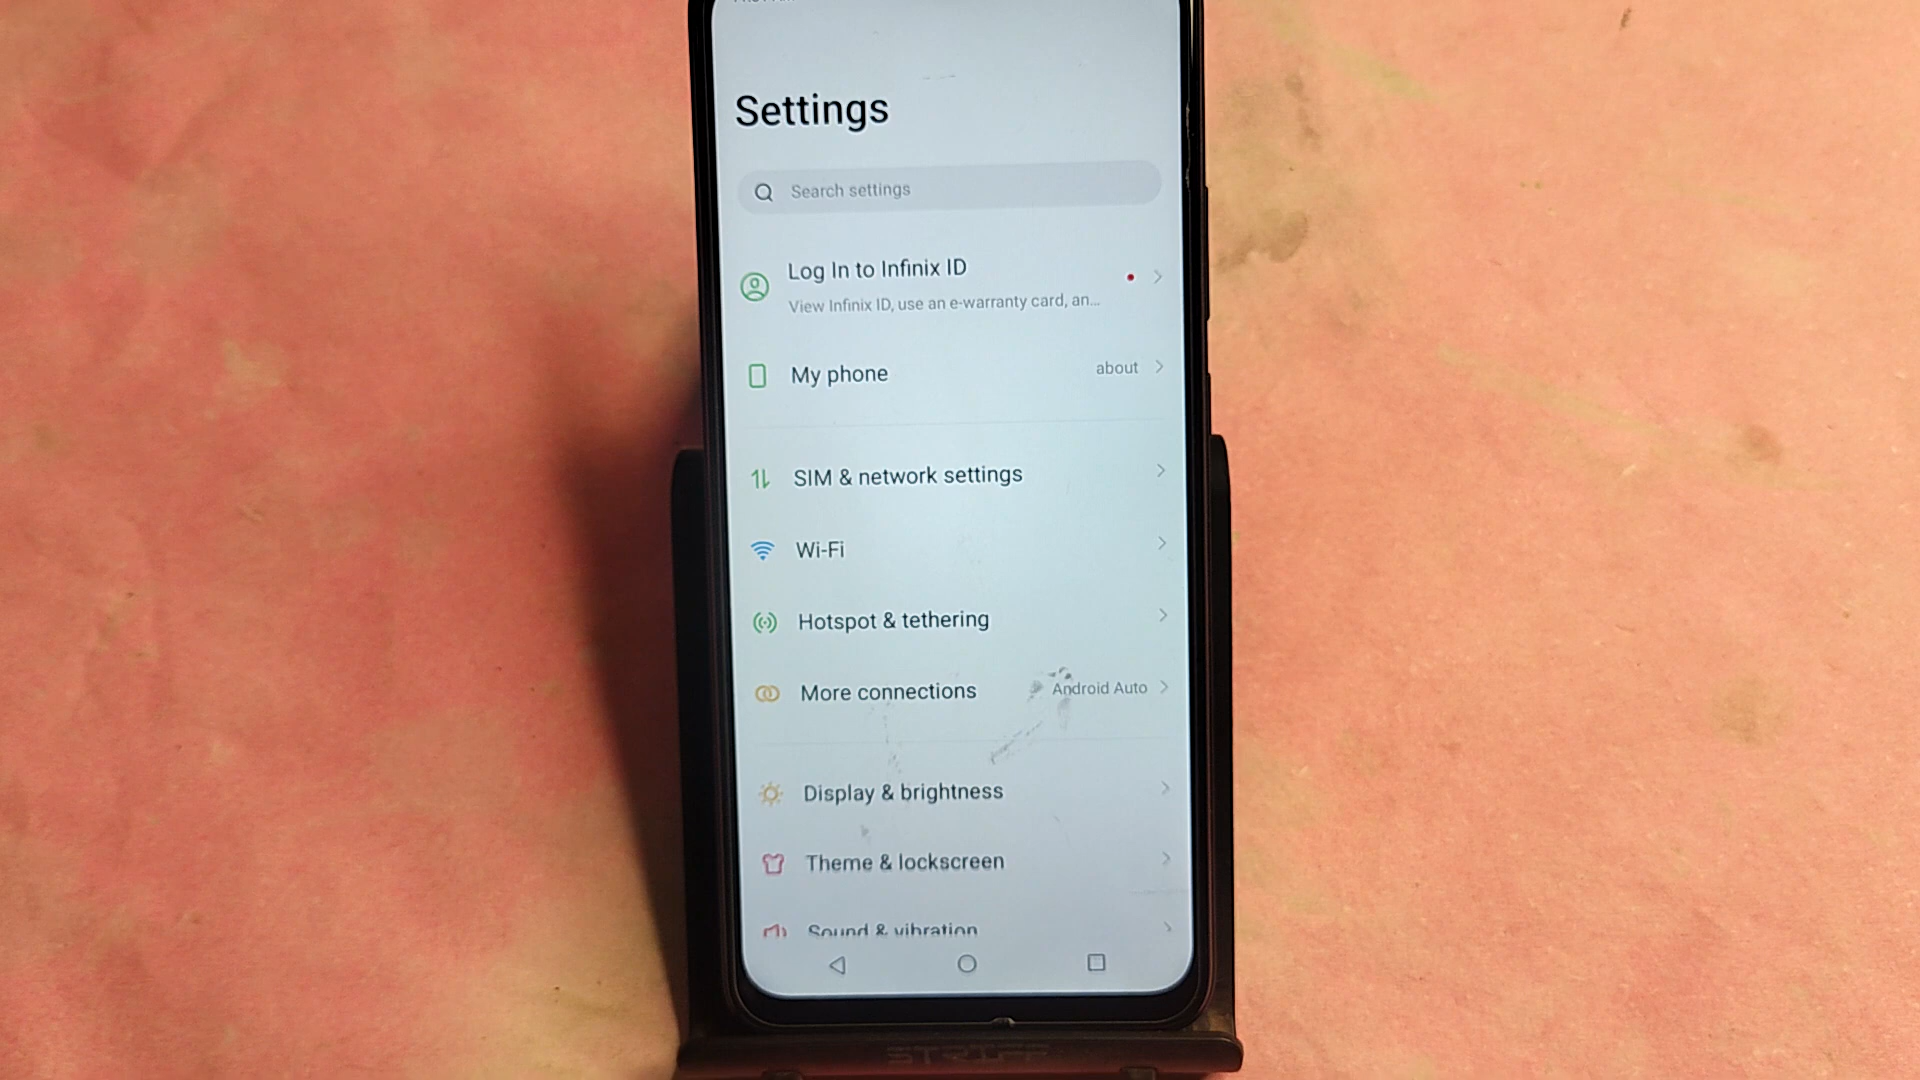 Settings
Search settings
Log In to Infinix ID
View Infinix ID, use an e-warranty card, an...
My phone
about
SIM & network settings
Wi-Fi
Hotspot & tethering
More connections
Android Auto
Display & brightness
Theme & lockscreen
Sound & vibration